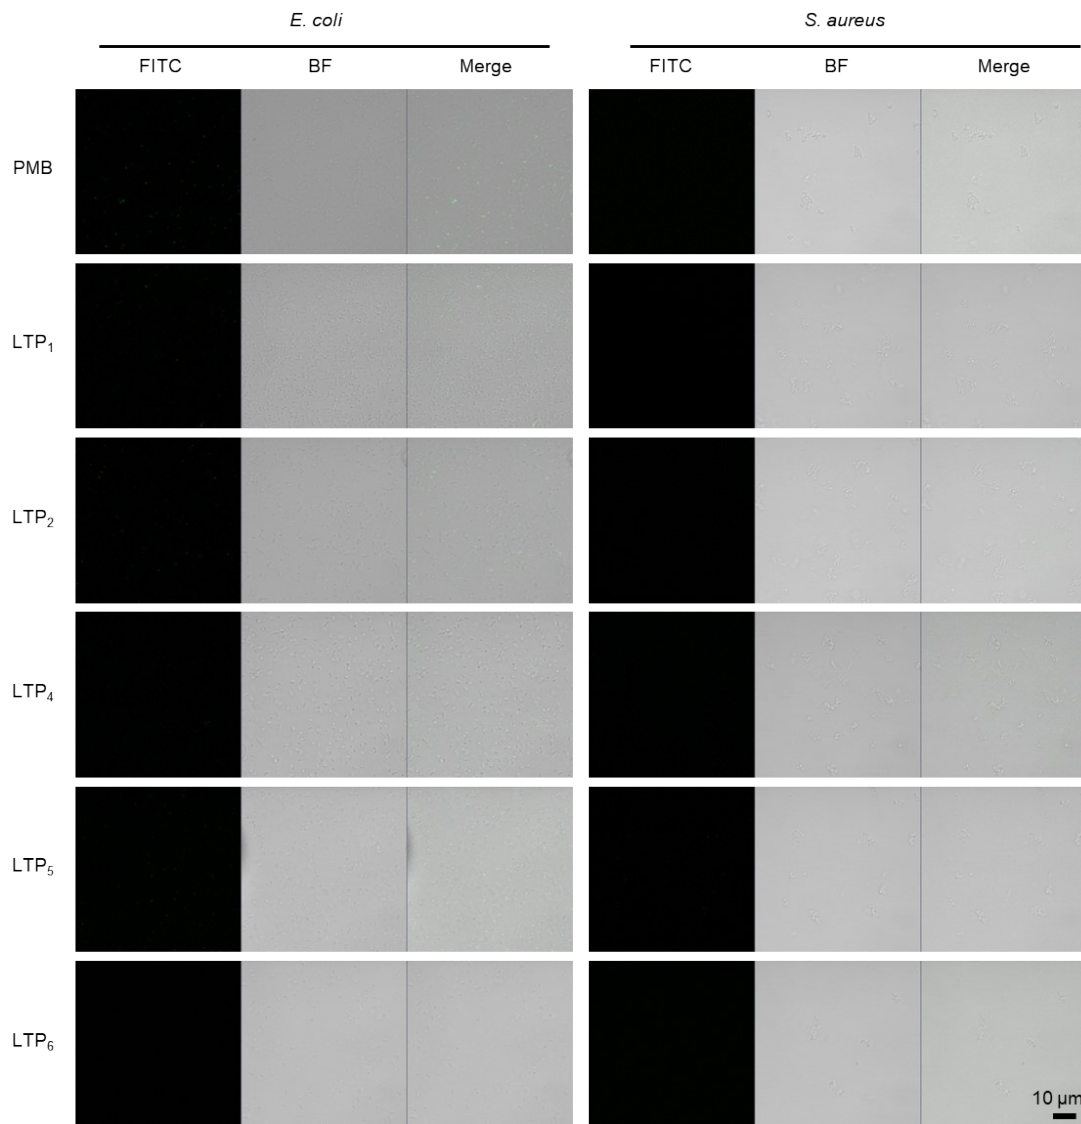 E. coli S. aureus
FITC BF Merge FITC BF Merge
PMB
LTP₁
LTP₂
LTP₄
LTP₅
LTP₆
10 µm